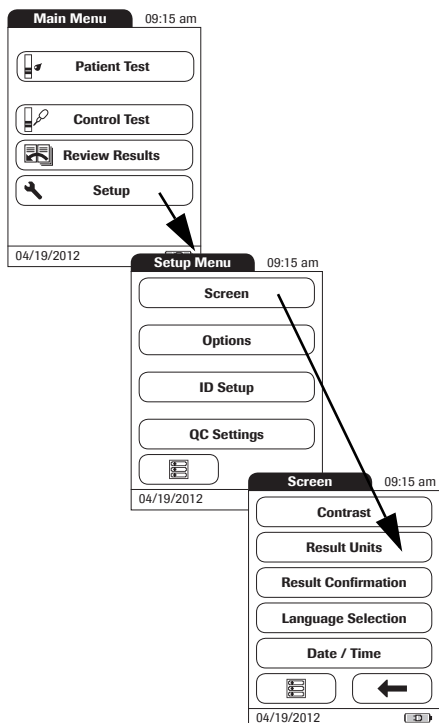 Main Menu 09:15 am
Patient Test
Control Test
Review Results
Setup
04/19/2012
Setup Menu 09:15 am
Screen
Options
ID Setup
QC Settings
04/19/2012
Screen 09:15 am
Contrast
Result Units
Result Confirmation
Language Selection
Date / Time
04/19/2012